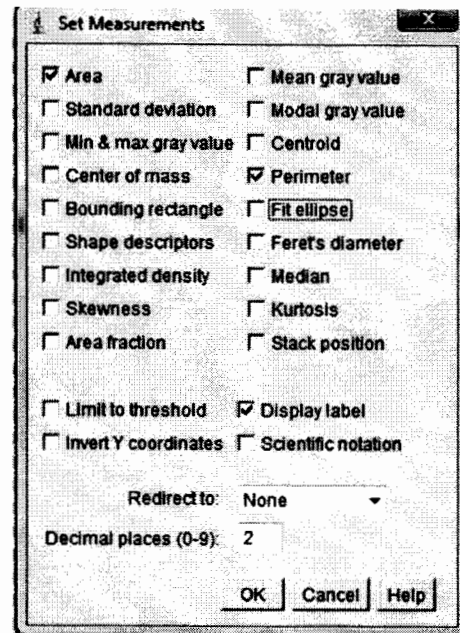 Set Measurements
Area Mean gray value
Standard deviation Modal gray value
Min & max gray value Centroid
Center of mass Perimeter
Bounding rectangle Fit ellipse
Shape descriptors Feret's diameter
Integrated density Median
Skewness Kurtosis
Area fraction Stack position
Limit to threshold Display label
Invert Y coordinates Scientific notation
Redirect to: None
Decimal places (0-9): 2
OK Cancel Help